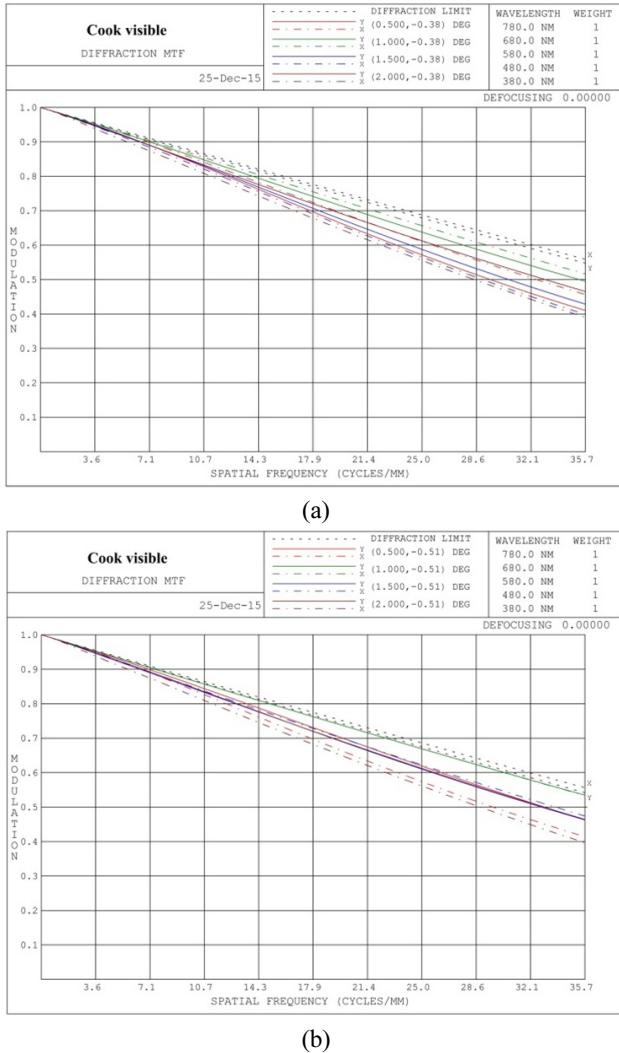 Cook visible
DIFFRACTION MTF
25-Dec-15
DIFFRACTION LIMIT
Y
X (0.500,-0.38) DEG
Y
X (1.000,-0.38) DEG
Y
X (1.500,-0.38) DEG
Y
X (2.000,-0.38) DEG
WAVELENGTH WEIGHT
780.0 NM 1
680.0 NM 1
580.0 NM 1
480.0 NM 1
380.0 NM 1
DEFOCUSING 0.00000
1.0
0.9
0.8
0.7
0.6
0.5
0.4
0.3
0.2
0.1
MODULATION
X
Y
3.6 7.1 10.7 14.3 17.9 21.4 25.0 28.6 32.1 35.7
SPATIAL FREQUENCY (CYCLES/MM)
(a)
Cook visible
DIFFRACTION MTF
25-Dec-15
DIFFRACTION LIMIT
Y
X (0.500,-0.51) DEG
Y
X (1.000,-0.51) DEG
Y
X (1.500,-0.51) DEG
Y
X (2.000,-0.51) DEG
WAVELENGTH WEIGHT
780.0 NM 1
680.0 NM 1
580.0 NM 1
480.0 NM 1
380.0 NM 1
DEFOCUSING 0.00000
1.0
0.9
0.8
0.7
0.6
0.5
0.4
0.3
0.2
0.1
MODULATION
X
Y
3.6 7.1 10.7 14.3 17.9 21.4 25.0 28.6 32.1 35.7
SPATIAL FREQUENCY (CYCLES/MM)
(b)